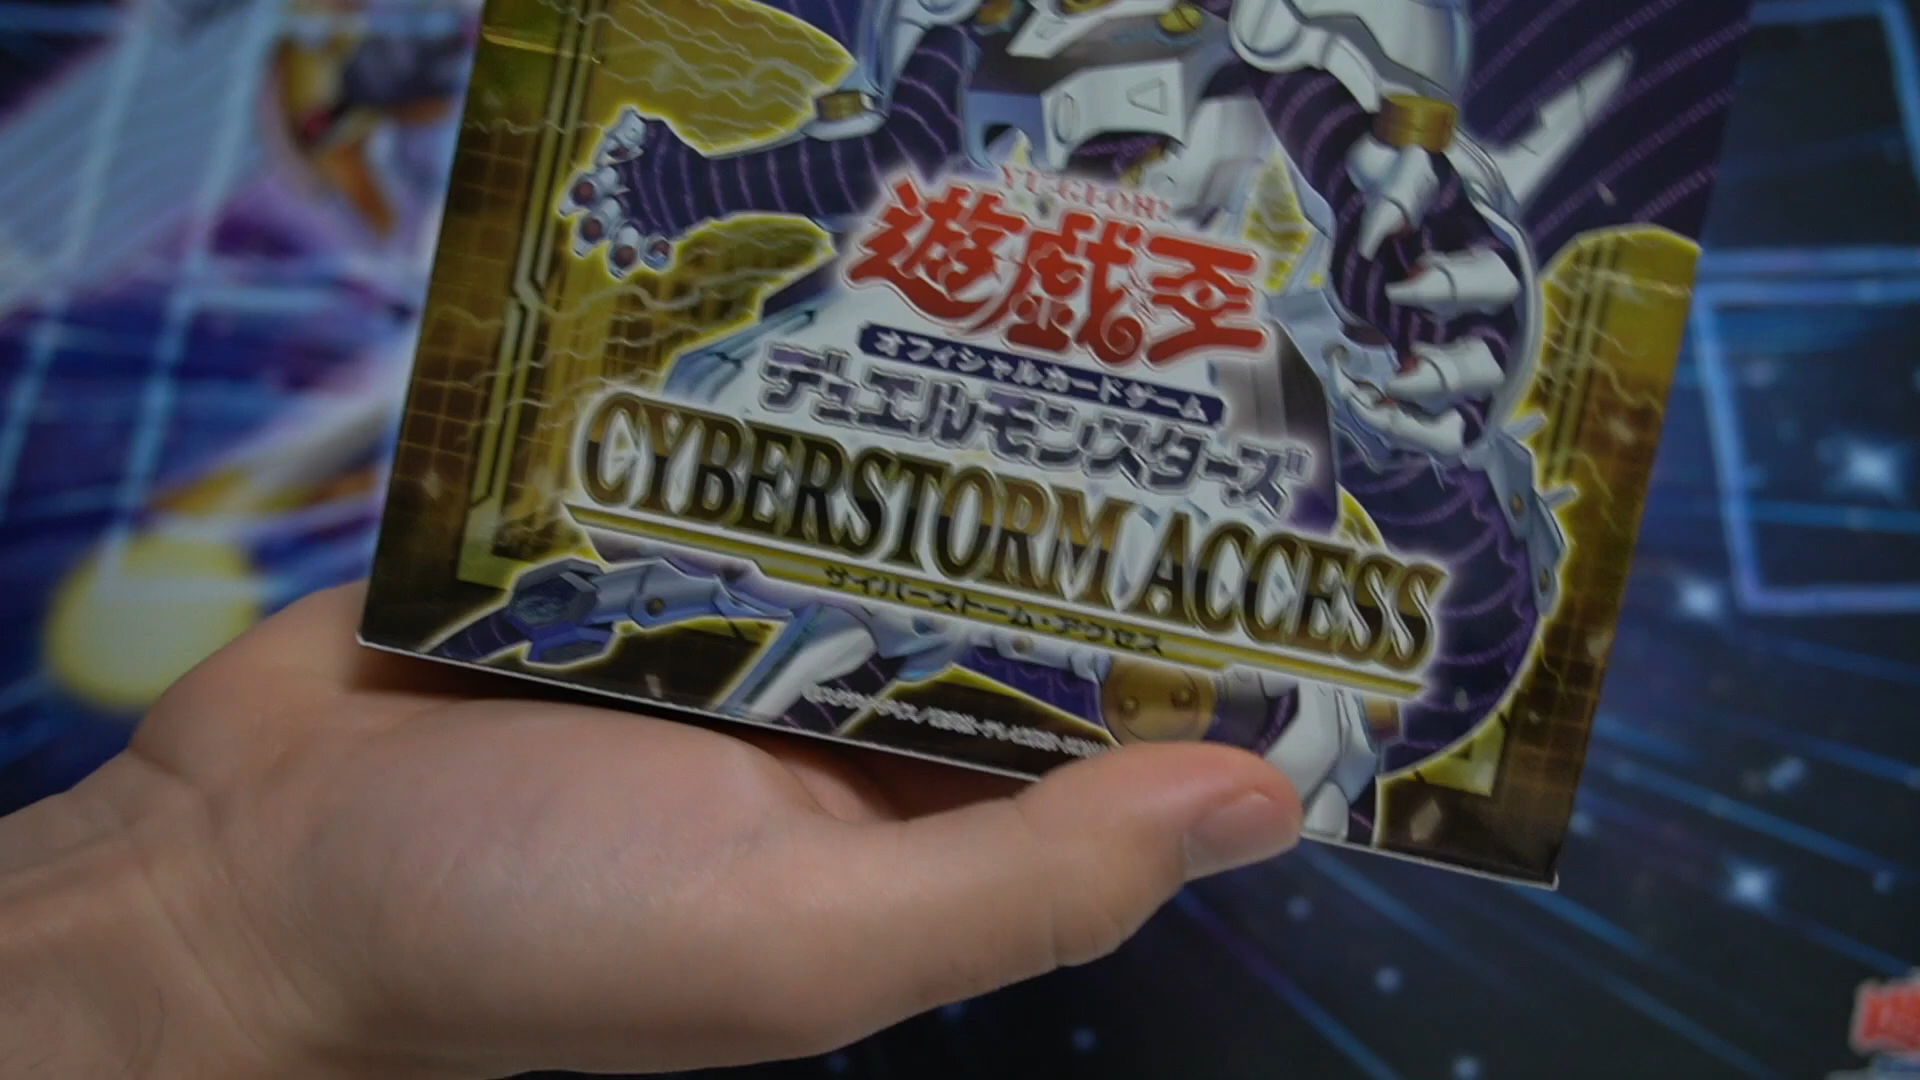 YU-GI-OH!
遊戯王
オフィシャルカードゲーム
デュエルモンスターズ
CYBERSTORM ACCESS
サイバーストーム・アクセス